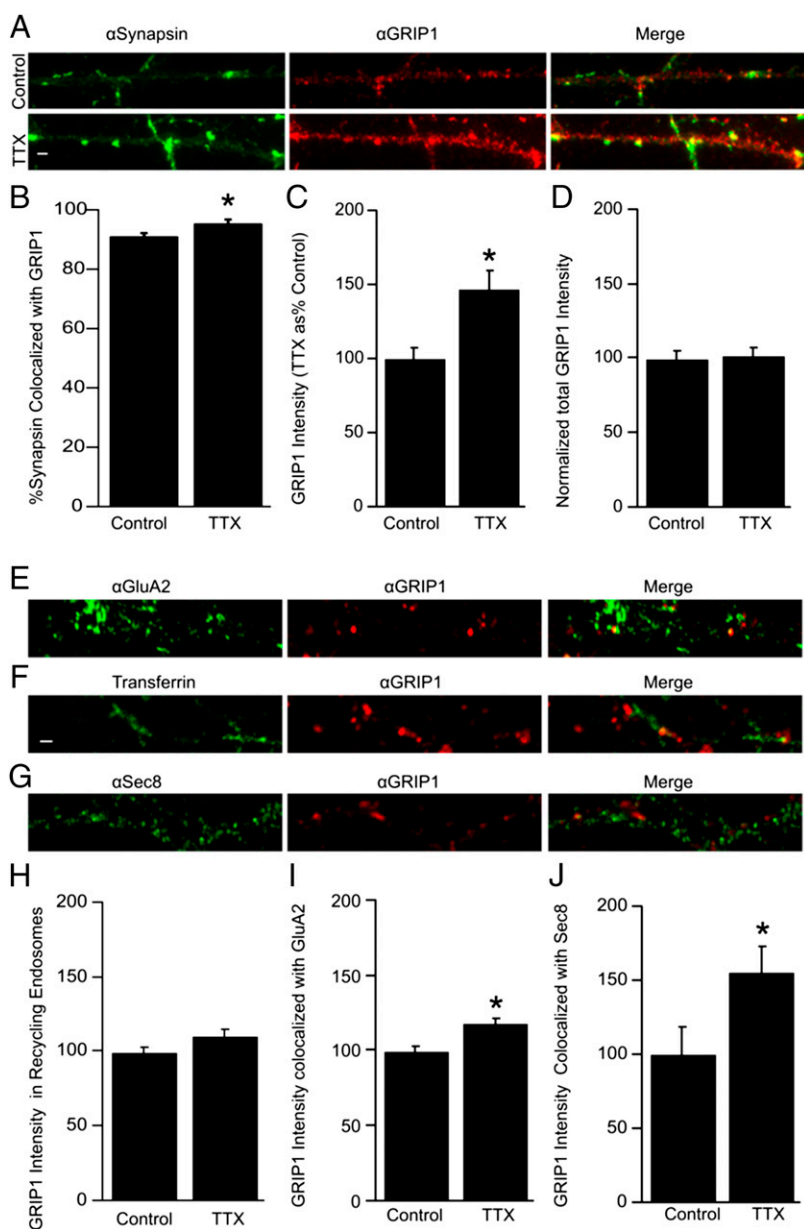 A
αSynapsin αGRIP1 Merge
Control
TTX
B
%Synapsin Colocalized with GRIP1
100
80
60
40
20
0
Control TTX
*
C
GRIP1 Intensity (TTX as% Control)
200
150
100
50
0
Control TTX
*
D
Normalized total GRIP1 Intensity
200
150
100
50
0
Control TTX
E
αGluA2 αGRIP1 Merge
F
Transferrin αGRIP1 Merge
G
αSec8 αGRIP1 Merge
H
GRIP1 Intensity in Recycling Endosomes
200
150
100
50
0
Control TTX
I
GRIP1 Intensity colocalized with GluA2
200
150
100
50
0
Control TTX
*
J
GRIP1 Intensity Colocalized with Sec8
200
150
100
50
0
Control TTX
*